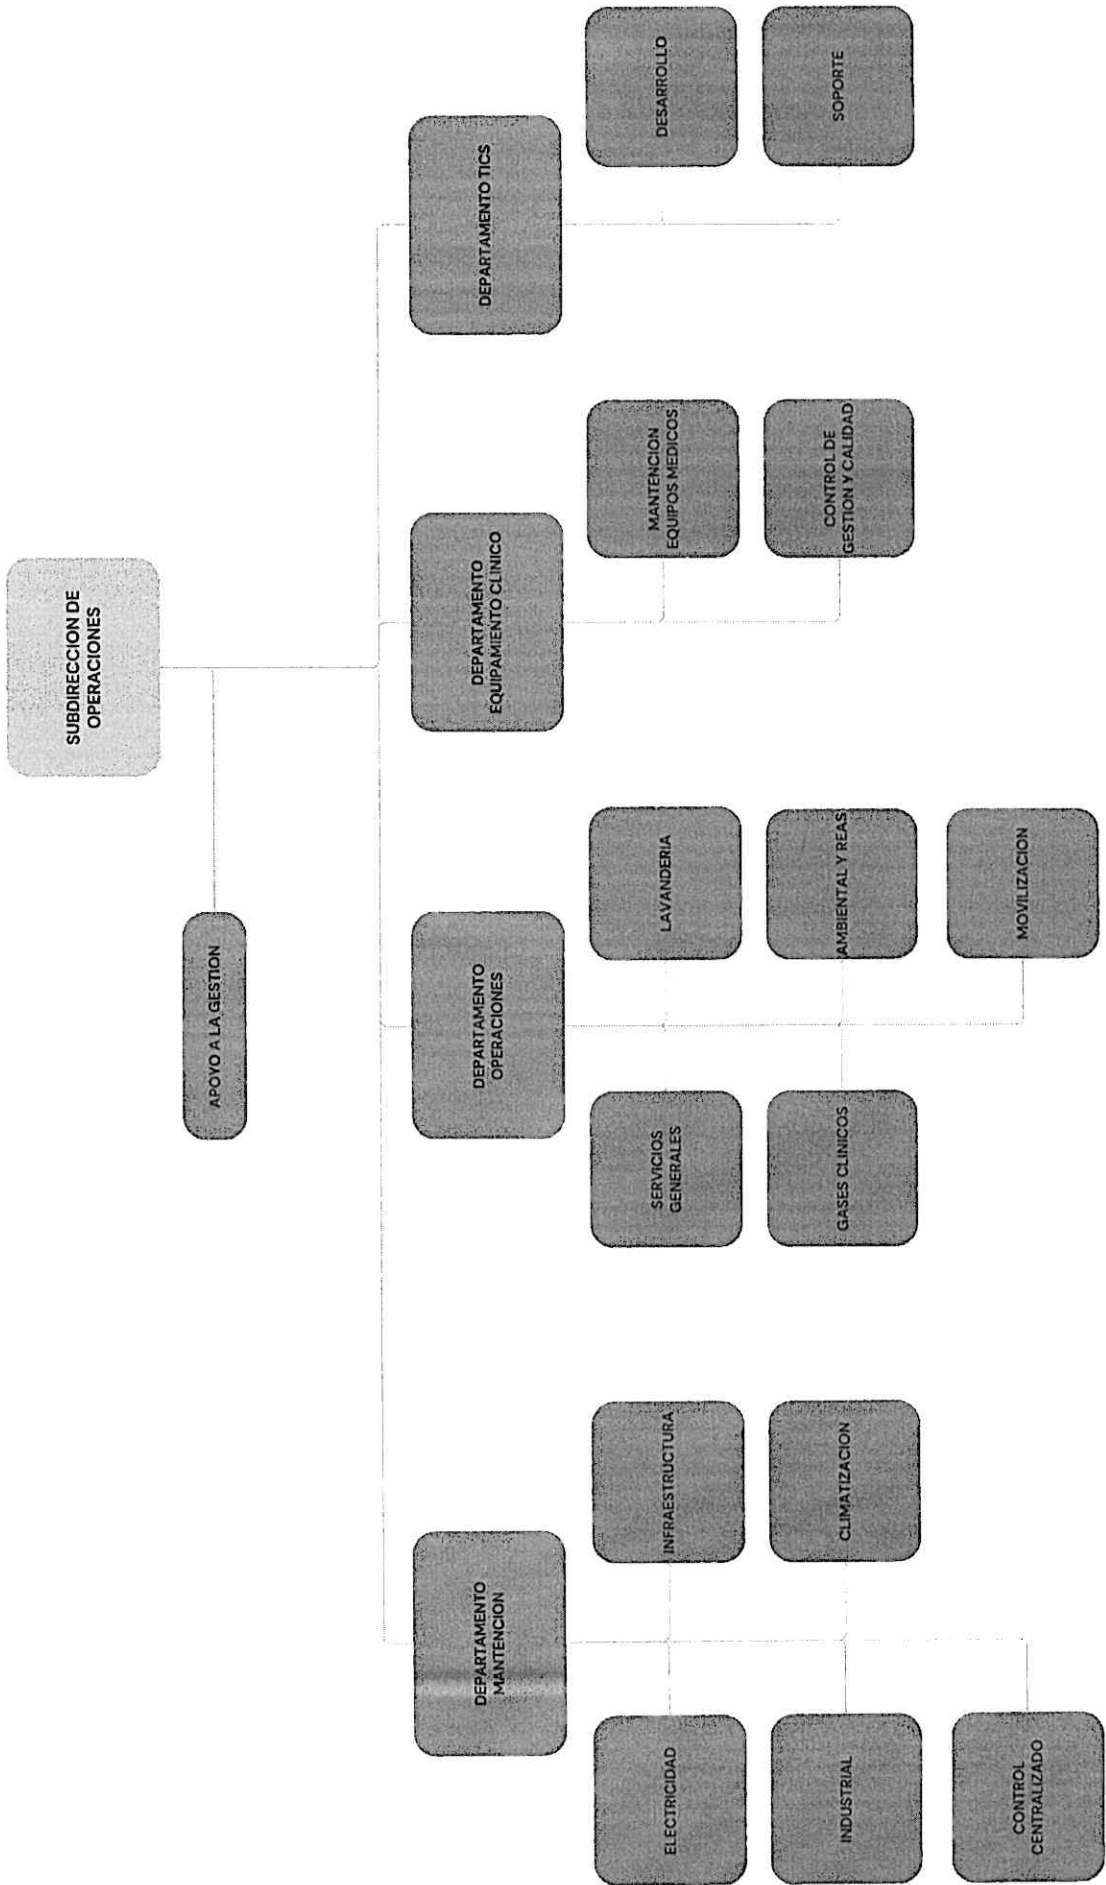 SUBDIRECCION DE
OPERACIONES
APOYO A LA GESTION
DEPARTAMENTO
MANTENCION
DEPARTAMENTO
OPERACIONES
DEPARTAMENTO
EQUIPAMIENTO CLINICO
DEPARTAMENTO TICS
ELECTRICIDAD
INFRAESTRUCTURA
SERVICIOS
GENERALES
LAVANDERIA
MANTENCION
EQUIPOS MEDICOS
DESARROLLO
INDUSTRIAL
CLIMATIZACION
GASES CLINICOS
AMBIENTAL Y REAS
CONTROL DE
GESTION Y CALIDAD
SOPORTE
CONTROL
CENTRALIZADO
MOVILIZACION